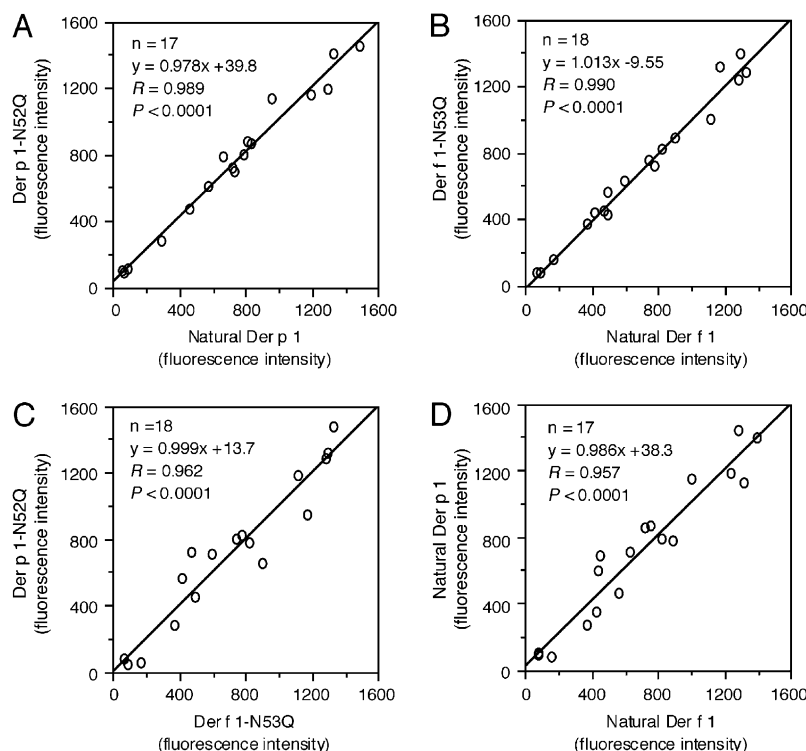 A
n = 17
y = 0.978x +39.8
R = 0.989
P < 0.0001
1600
1200
800
400
0
Der p 1-N52Q
(fluorescence intensity)
0 400 800 1200 1600
Natural Der p 1
(fluorescence intensity)
B
n = 18
y = 1.013x -9.55
R = 0.990
P < 0.0001
1600
1200
800
400
0
Der f 1-N53Q
(fluorescence intensity)
0 400 800 1200 1600
Natural Der f 1
(fluorescence intensity)
C
n =18
y = 0.999x +13.7
R = 0.962
P < 0.0001
1600
1200
800
400
0
Der p 1-N52Q
(fluorescence intensity)
0 400 800 1200 1600
Der f 1-N53Q
(fluorescence intensity)
D
n = 17
y = 0.986x +38.3
R = 0.957
P < 0.0001
1600
1200
800
400
0
Natural Der p 1
(fluorescence intensity)
0 400 800 1200 1600
Natural Der f 1
(fluorescence intensity)